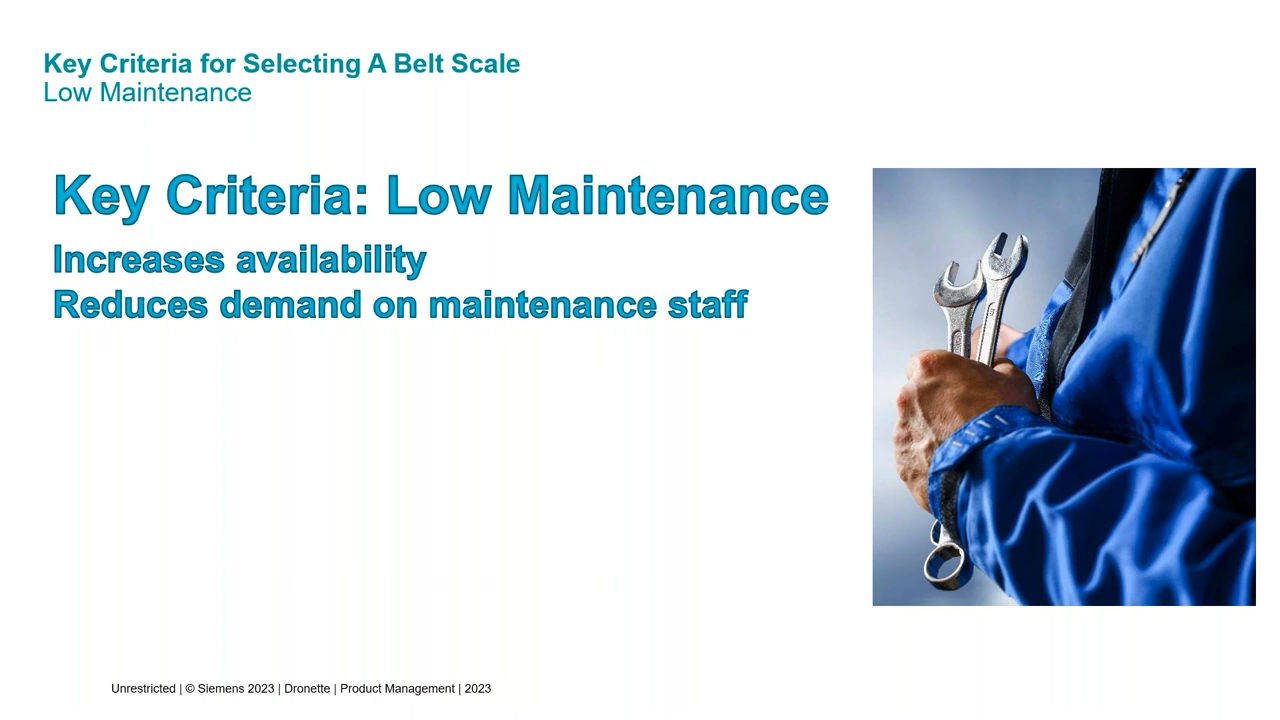 Key Criteria for Selecting A Belt Scale
Low Maintenance
Key Criteria: Low Maintenance
Increases availability
Reduces demand on maintenance staff
Unrestricted | © Siemens 2023 | Dronette | Product Management | 2023